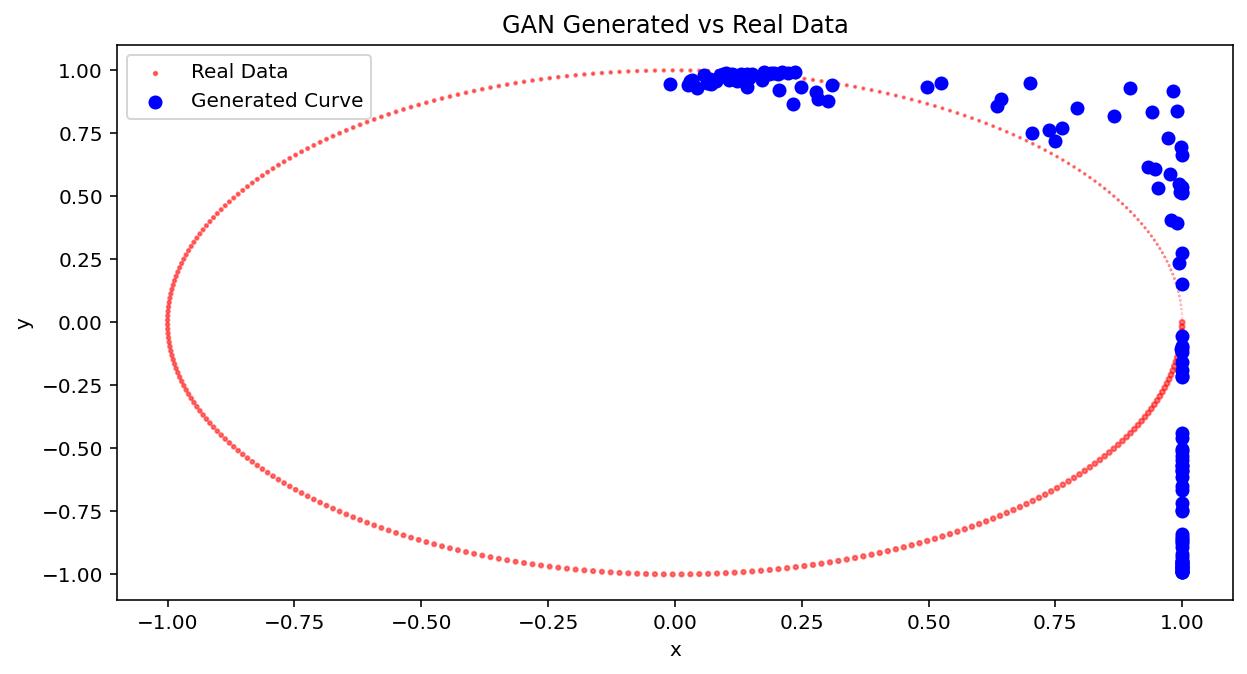 GAN Generated vs Real Data
Real Data
Generated Curve
1.00
0.75
0.50
0.25
0.00
−0.25
−0.50
−0.75
−1.00
y
−1.00 −0.75 −0.50 −0.25 0.00 0.25 0.50 0.75 1.00
x